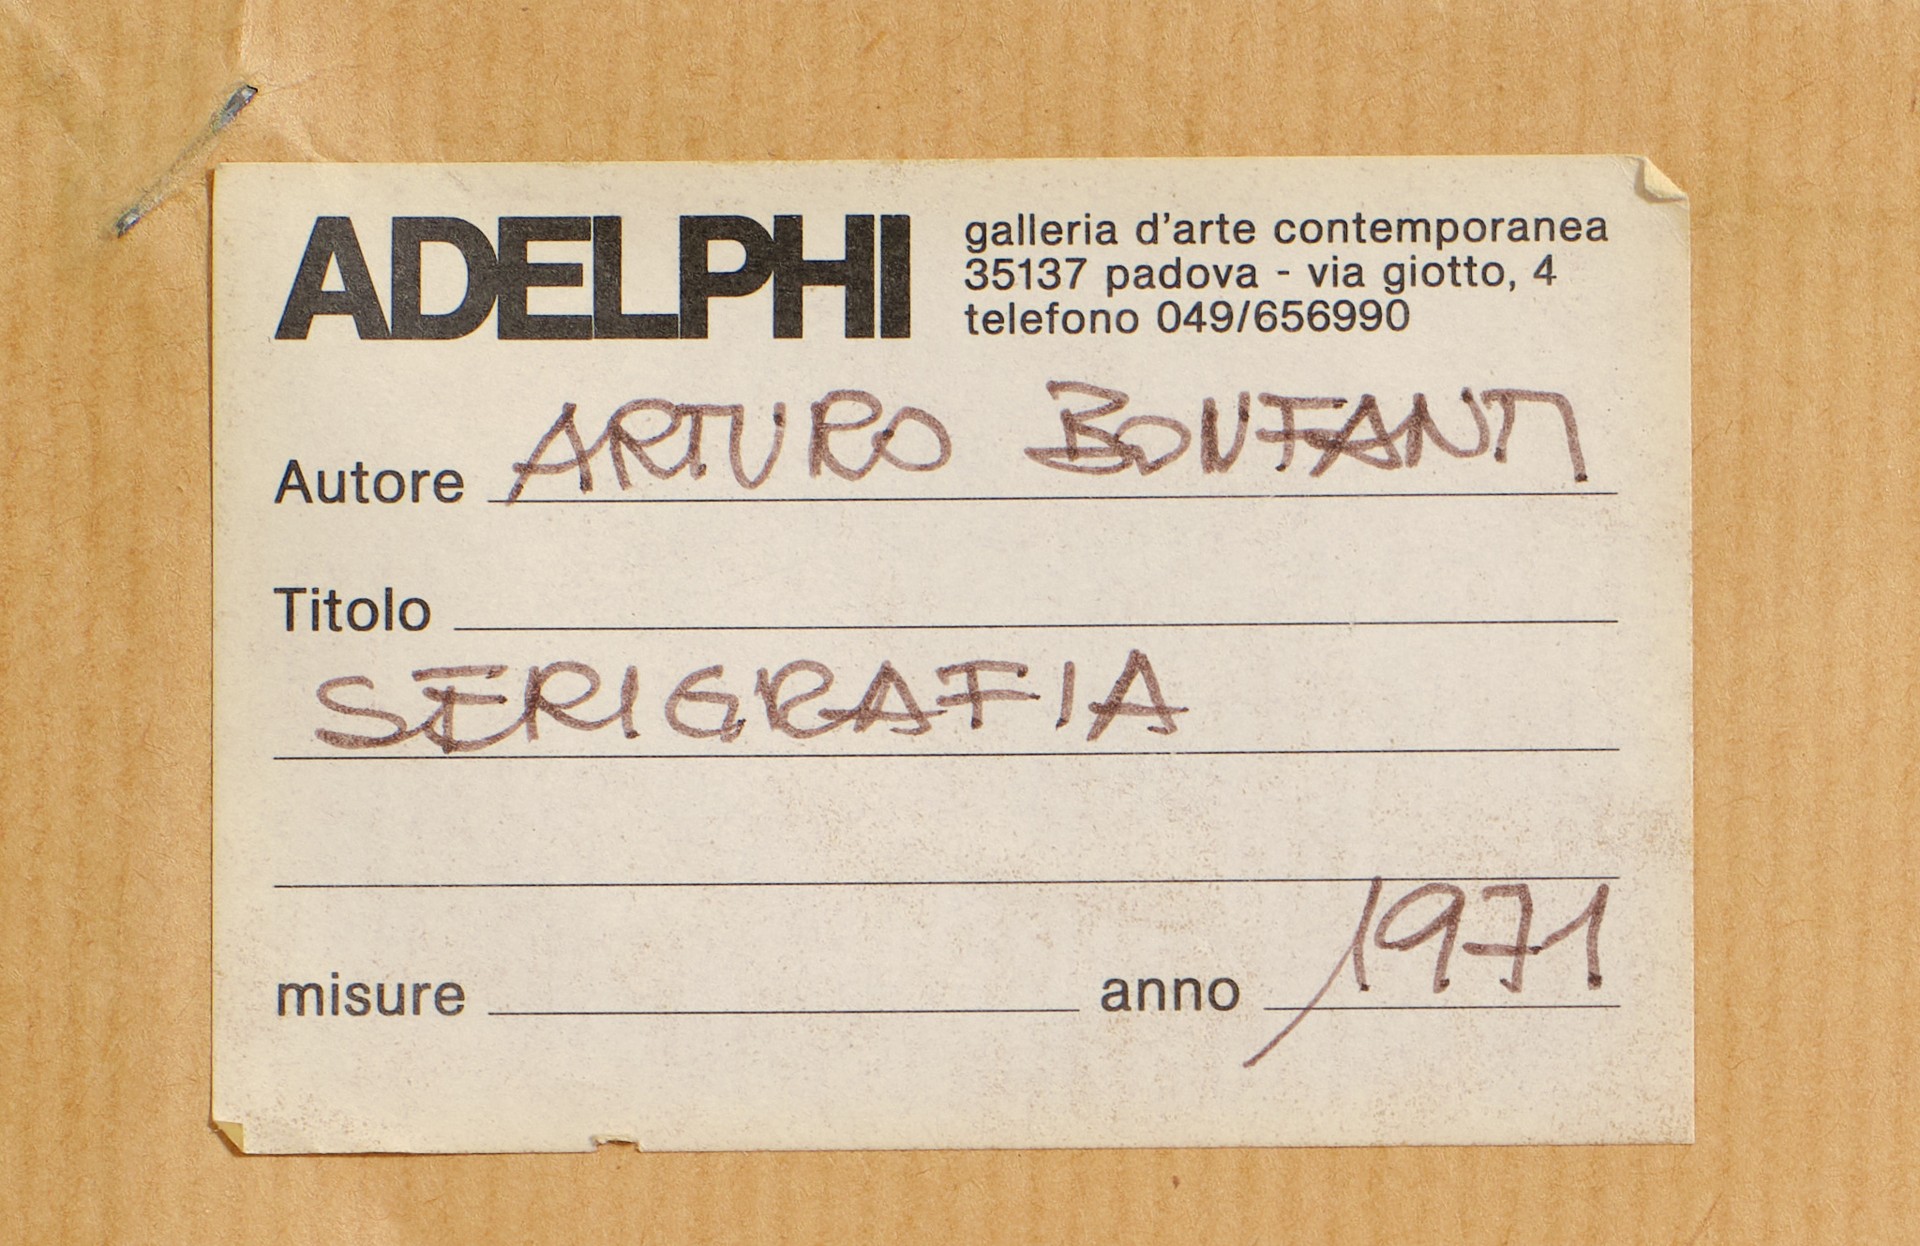 ADELPHI
galleria d'arte contemporanea
35137 padova - via giotto, 4
telefono 049/656990
Autore ARTURO BONFANTI
Titolo
SERIGRAFIA
misure anno 1971